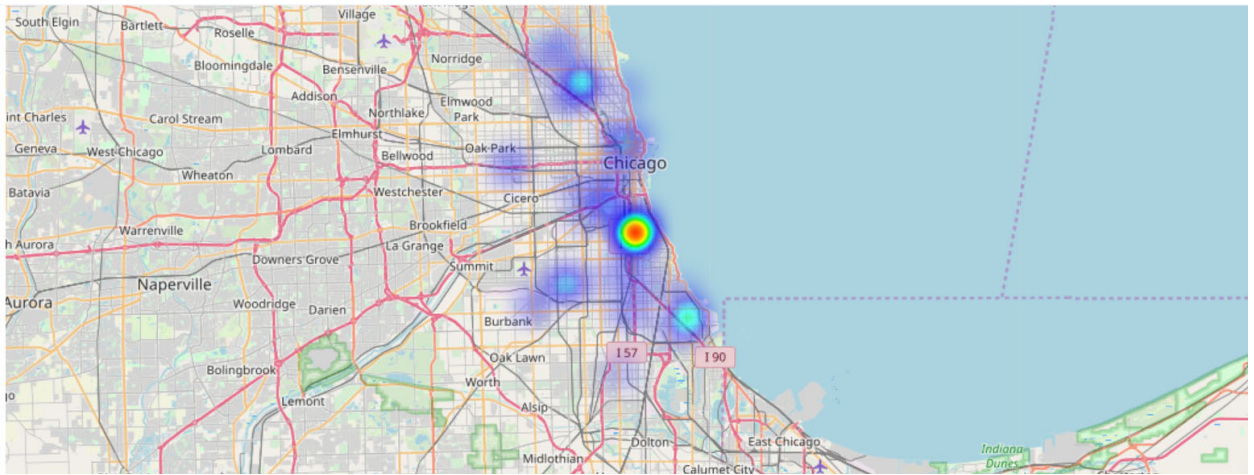 Village
South Elgin
Bartlett
Roselle
Norridge
Bloomingdale
Bensenville
Addison
Elmwood
Park
Northlake
int Charles
Carol Stream
Elmhurst
Geneva
West Chicago
Lombard
Bellwood
Oak Park
Chicago
Wheaton
Batavia
Westchester
Cicero
Brookfield
Warrenville
h Aurora
La Grange
Downers Grove
Summit
Naperville
Aurora
Woodridge
Darien
Burbank
I 57
I 90
Oak Lawn
Bolingbrook
Worth
Lemont
Alsip
Dolton
East Chicago
Midlothian
Calumet City
Indiana
Dunes
go